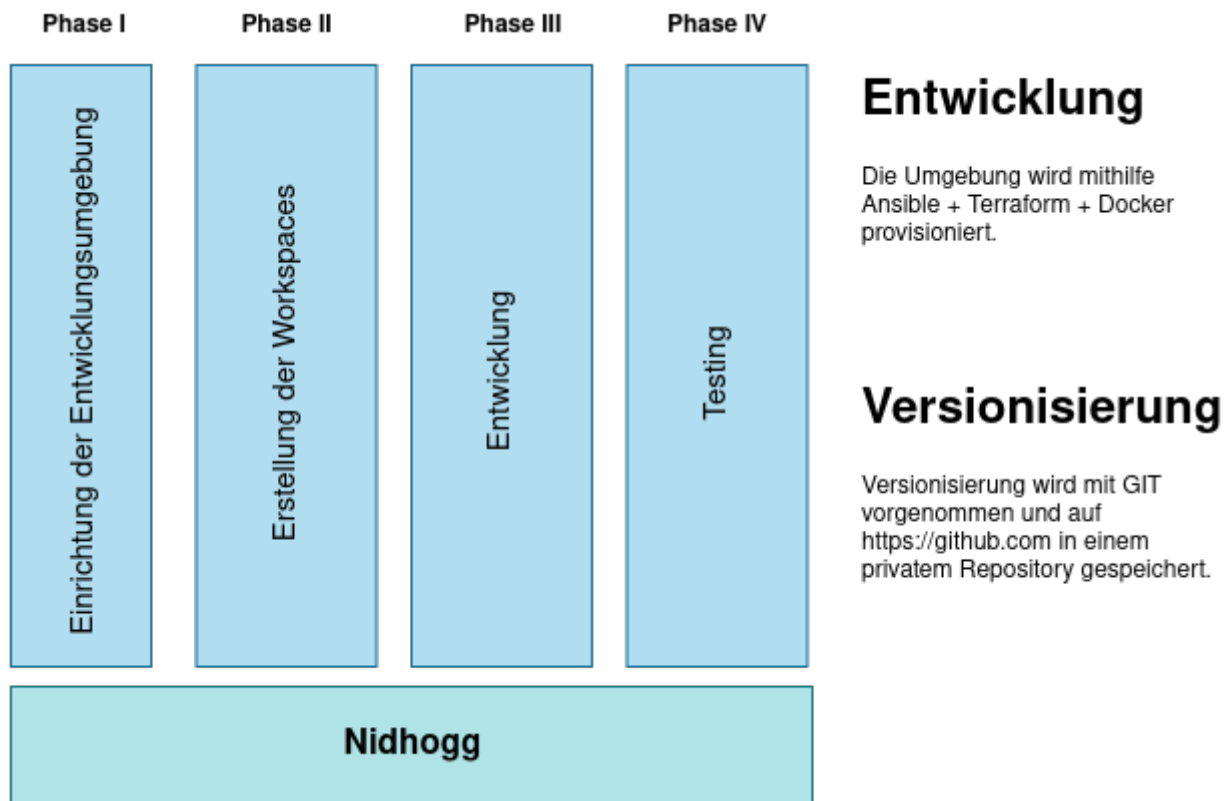 Phase I
Phase II
Phase III
Phase IV
Einrichtung der Entwicklungsumgebung
Erstellung der Workspaces
Entwicklung
Testing
Nidhogg
Entwicklung
Die Umgebung wird mithilfe
Ansible + Terraform + Docker
provisioniert.
Versionisierung
Versionisierung wird mit GIT
vorgenommen und auf
https://github.com in einem
privatem Repository gespeichert.